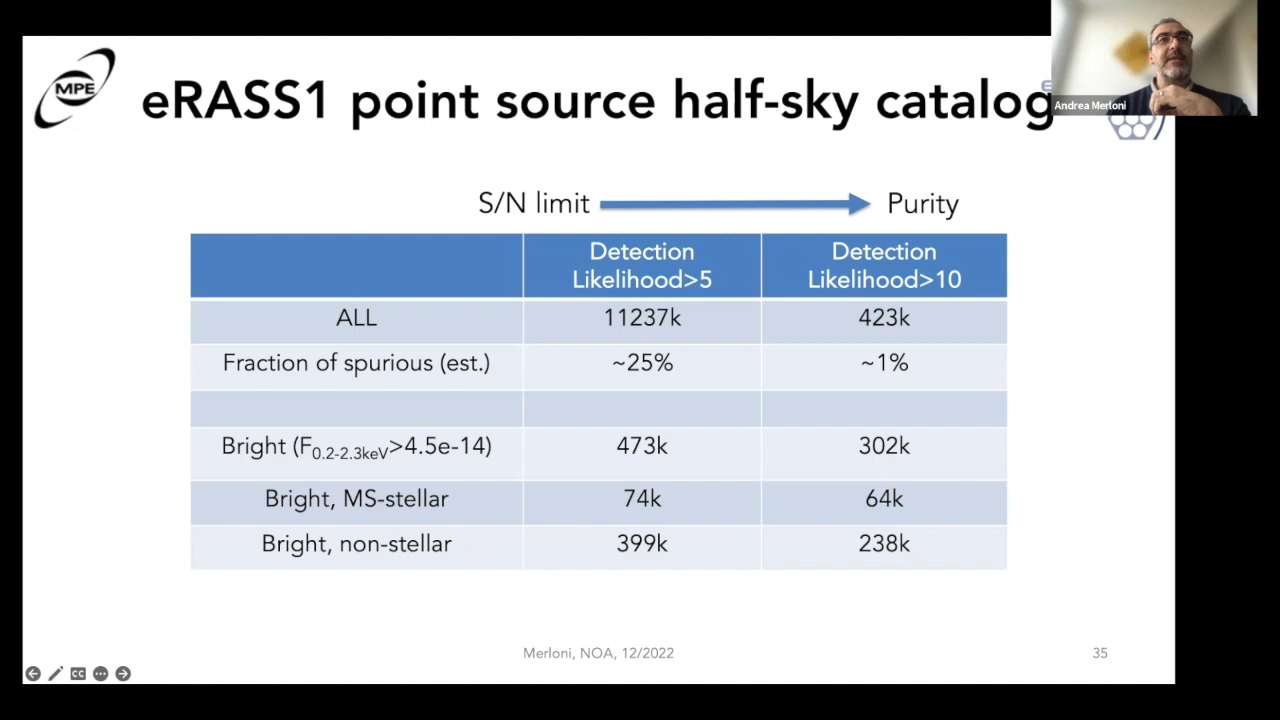 MPE
eRASS1 point source half-sky catalog
Andrea Merloni
S/N limit Purity
Detection Likelihood>5 Detection Likelihood>10
ALL 11237k 423k
Fraction of spurious (est.) ~25% ~1%
Bright (F0.2-2.3keV>4.5e-14) 473k 302k
Bright, MS-stellar 74k 64k
Bright, non-stellar 399k 238k
Merloni, NOA, 12/2022 35
CC